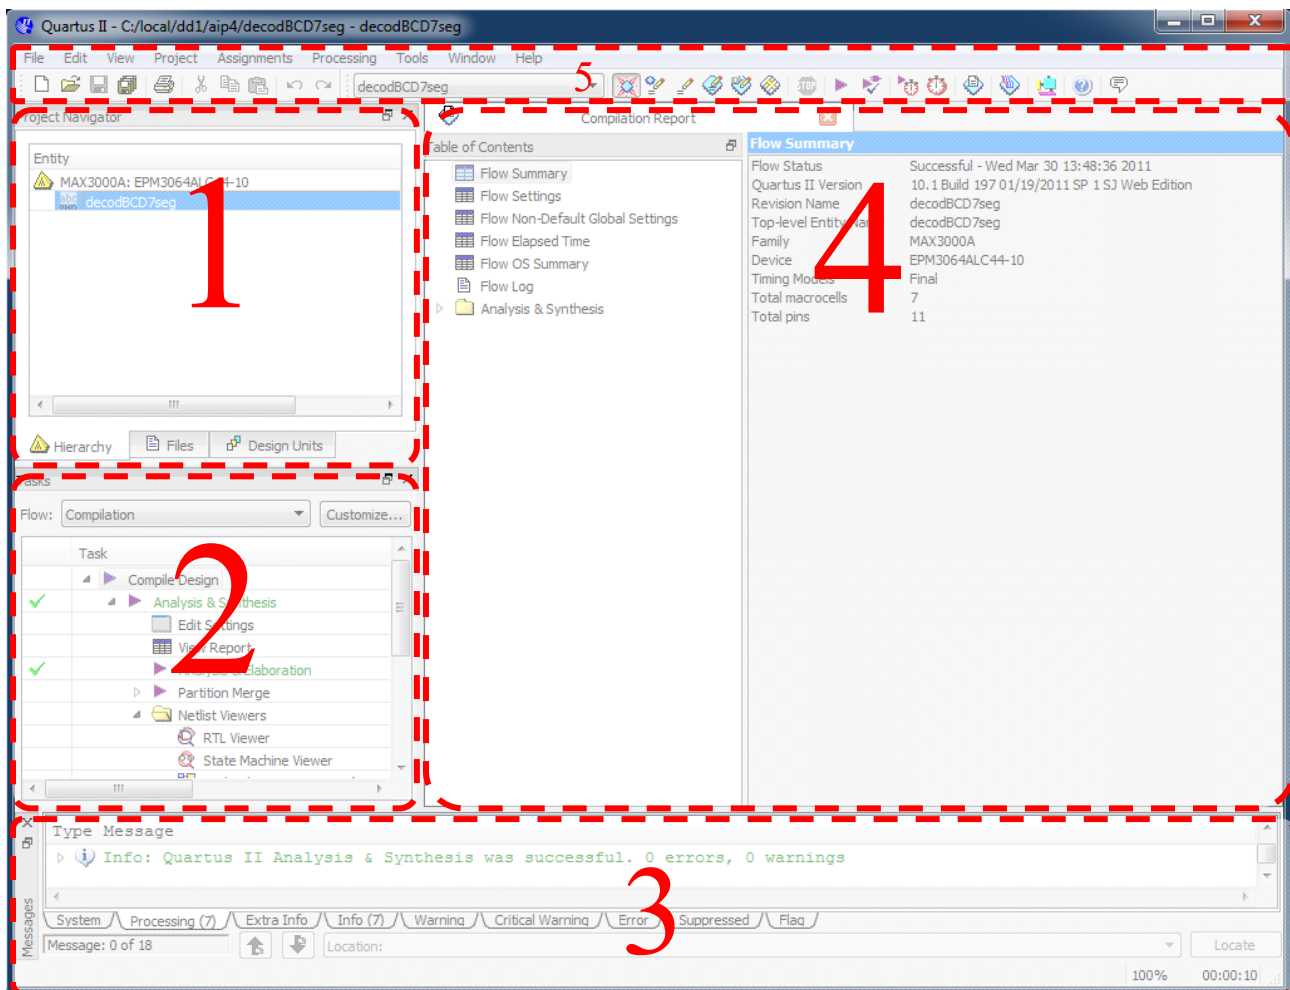 Quartus II - C:/local/dd1/aip4/decodBCD7seg - decodBCD7seg
File Edit View Project Assignments Processing Tools Window Help
5
decodBCD7seg
STOP
Project Navigator
Entity
MAX3000A: EPM3064ALC44-10
abc
decodBCD7seg
1
Hierarchy Files Design Units
Tasks
Flow: Compilation Customize...
Task
Compile Design
Analysis & Synthesis
Edit Settings
View Report
Analysis & Elaboration
Partition Merge
Netlist Viewers
RTL Viewer
State Machine Viewer
2
Compilation Report
Table of Contents
Flow Summary
Flow Settings
Flow Non-Default Global Settings
Flow Elapsed Time
Flow OS Summary
Flow Log
Analysis & Synthesis
Flow Summary
Flow Status Successful - Wed Mar 30 13:48:36 2011
Quartus II Version 10.1 Build 197 01/19/2011 SP 1 SJ Web Edition
Revision Name decodBCD7seg
Top-level Entity Name decodBCD7seg
Family MAX3000A
Device EPM3064ALC44-10
Timing Models Final
Total macrocells 7
Total pins 11
4
Type Message
Info: Quartus II Analysis & Synthesis was successful. 0 errors, 0 warnings
3
System Processing (7) Extra Info Info (7) Warning Critical Warning Error Suppressed Flag
Messages
Message: 0 of 18 Location: Locate
100% 00:00:10